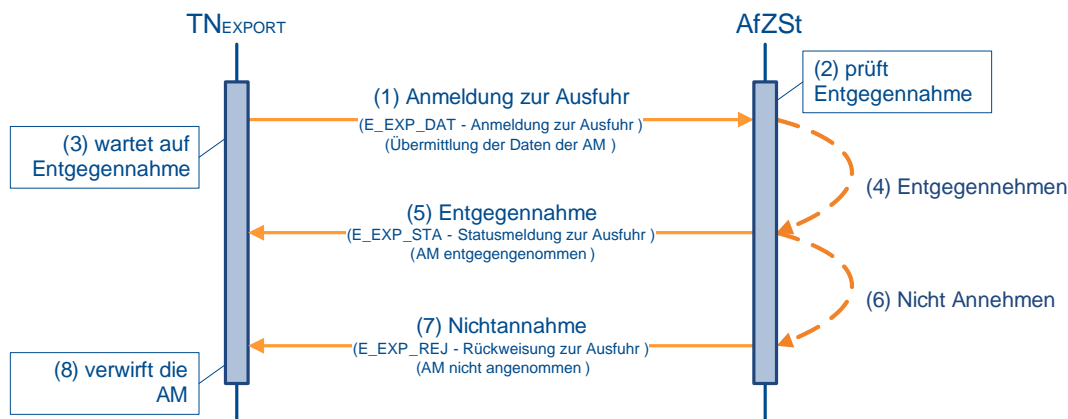 TNEXPORT
AfZSt
(2) prüft
Entgegennahme
(1) Anmeldung zur Ausfuhr
(E_EXP_DAT - Anmeldung zur Ausfuhr )
(Übermittlung der Daten der AM )
(3) wartet auf
Entgegennahme
(4) Entgegennehmen
(5) Entgegennahme
(E_EXP_STA - Statusmeldung zur Ausfuhr )
(AM entgegengenommen )
(6) Nicht Annehmen
(7) Nichtannahme
(E_EXP_REJ - Rückweisung zur Ausfuhr )
(AM nicht angenommen )
(8) verwirft die
AM